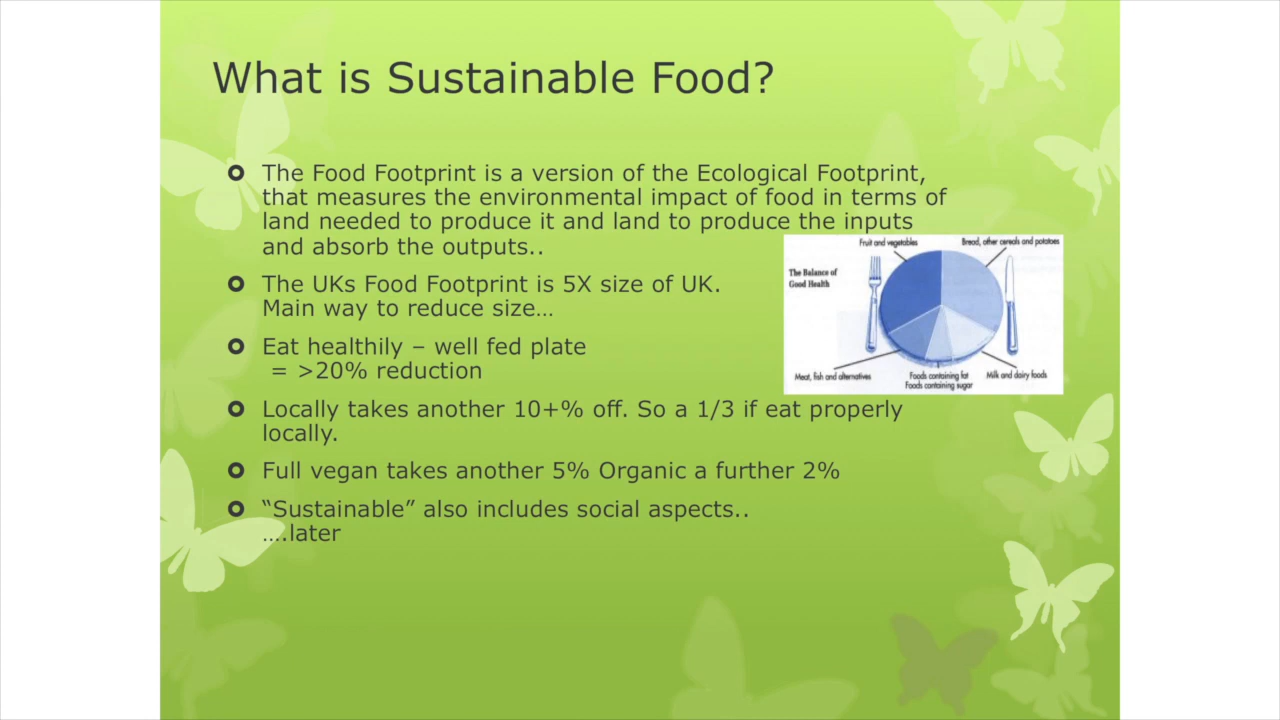 What is Sustainable Food?
The Food Footprint is a version of the Ecological Footprint,
that measures the environmental impact of food in terms of
land needed to produce it and land to produce the inputs
and absorb the outputs..
The UKs Food Footprint is 5X size of UK.
Main way to reduce size…
Eat healthily – well fed plate
= >20% reduction
Locally takes another 10+% off. So a 1/3 if eat properly
locally.
Full vegan takes another 5% Organic a further 2%
“Sustainable” also includes social aspects..
….later
Fruit and vegetables
Bread, other cereals and potatoes
The Balance of
Good Health
Meat, fish and alternatives
Foods containing fat
Foods containing sugar
Milk and dairy foods